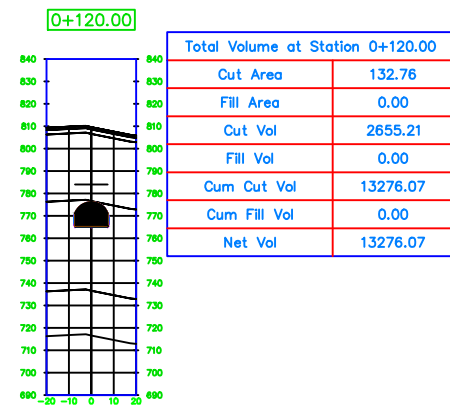 0+120.00
Total Volume at Station 0+120.00
Cut Area 132.76
Fill Area 0.00
Cut Vol 2655.21
Fill Vol 0.00
Cum Cut Vol 13276.07
Cum Fill Vol 0.00
Net Vol 13276.07
840 840
830 830
820 820
810 810
800 800
790 790
780 780
770 770
760 760
750 750
740 740
730 730
720 720
710 710
700 700
690 690
-20 -10 0 10 20